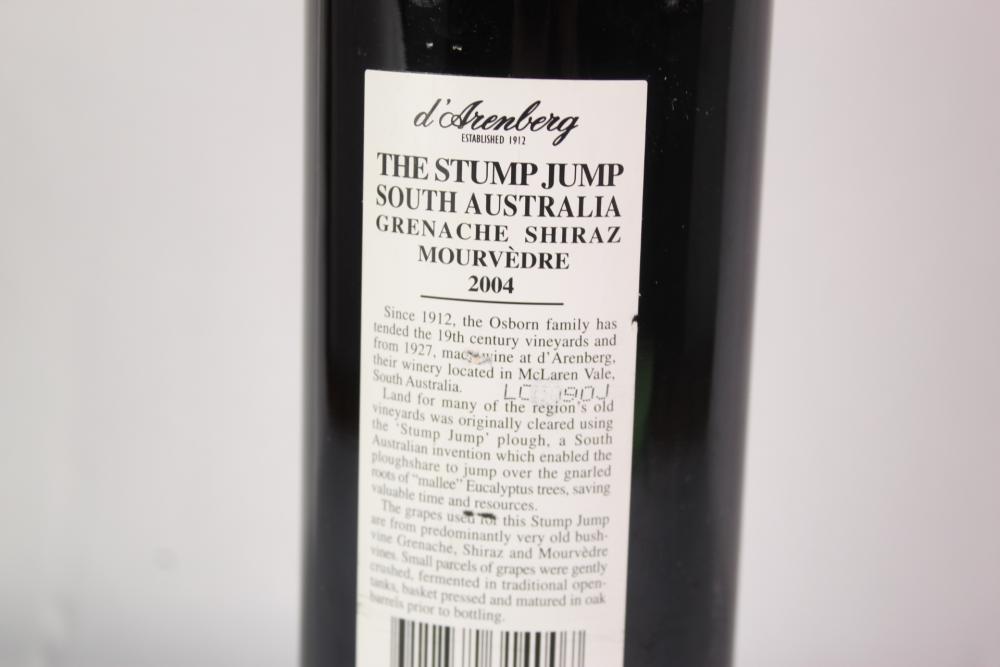 d'Arenberg
ESTABLISHED 1912
THE STUMP JUMP
SOUTH AUSTRALIA
GRENACHE SHIRAZ
MOURVÈDRE
2004
Since 1912, the Osborn family has
tended the 19th century vineyards and
from 1927, wine at d'Arenberg,
their winery located in McLaren Vale,
South Australia.
Land for many of the region's old
vineyards was originally cleared using
the 'Stump Jump' plough, a South
Australian invention which enabled the
ploughshare to jump over the gnarled
roots of "mallee" Eucalyptus trees, saving
valuable time and resources.
The grapes used for this Stump Jump
are from predominantly very old bush-
vine Grenache, Shiraz and Mourvèdre
vines. Small parcels of grapes were gently
crushed, fermented in traditional open-
tanks, basket pressed and matured in oak
barrels prior to bottling.